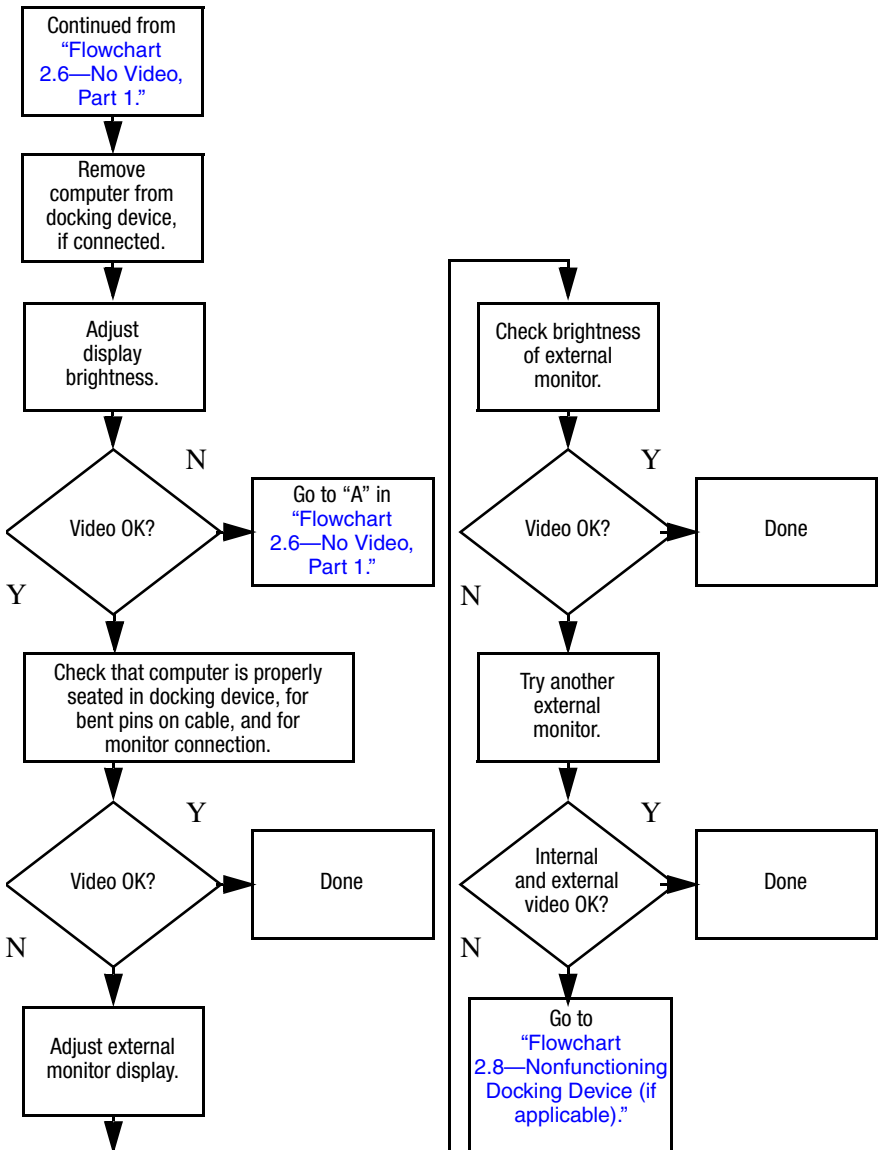 Continued from
“Flowchart
2.6—No Video,
Part 1.”
Remove
computer from
docking device,
if connected.
Adjust
display
brightness.
N
Video OK?
Go to “A” in
“Flowchart
2.6—No Video,
Part 1.”
Y
Check that computer is properly
seated in docking device, for
bent pins on cable, and for
monitor connection.
Y
Video OK?
Done
N
Adjust external
monitor display.
Check brightness
of external
monitor.
Y
Video OK?
Done
N
Try another
external
monitor.
Y
Internal
and external
video OK?
Done
N
Go to
“Flowchart
2.8—Nonfunctioning
Docking Device (if
applicable).”